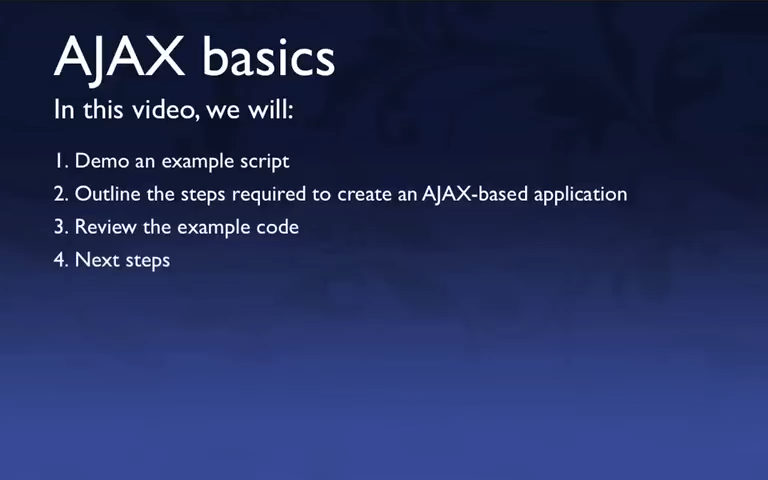 AJAX basics
In this video, we will:
1. Demo an example script
2. Outline the steps required to create an AJAX-based application
3. Review the example code
4. Next steps